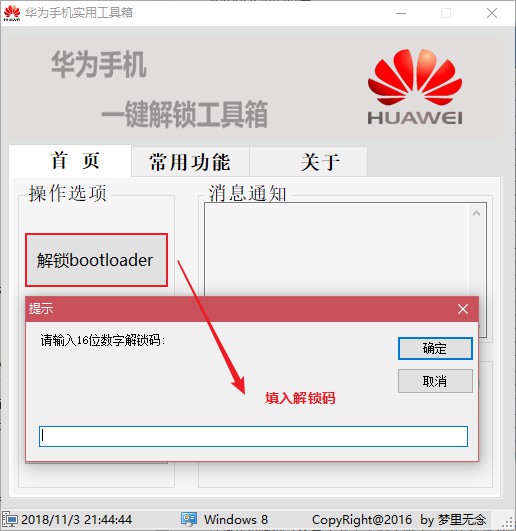 华为手机实用工具箱
华为手机
一键解锁工具箱
HUAWEI
首 页
常用功能
关于
操作选项
消息通知
解锁bootloader
提示
请输入16位数字解锁码:
确定
取消
填入解锁码
2018/11/3 21:44:44
Windows 8
CopyRight@2016 by 梦里无念